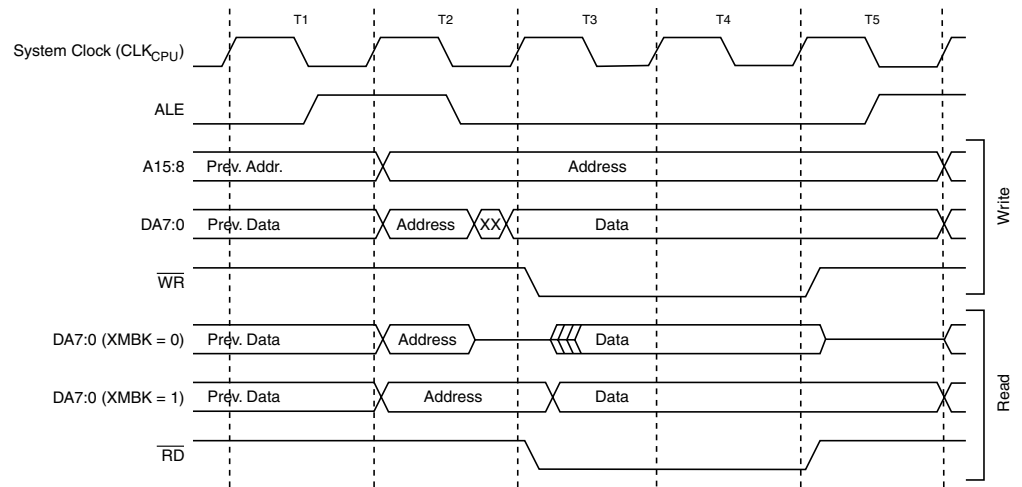 T1 T2 T3 T4 T5
System Clock (CLKCPU)
ALE
A15:8 Prev. Addr. Address
DA7:0 Prev. Data Address XX Data
WR
Write
DA7:0 (XMBK = 0) Prev. Data Address Data
DA7:0 (XMBK = 1) Prev. Data Address Data
RD
Read